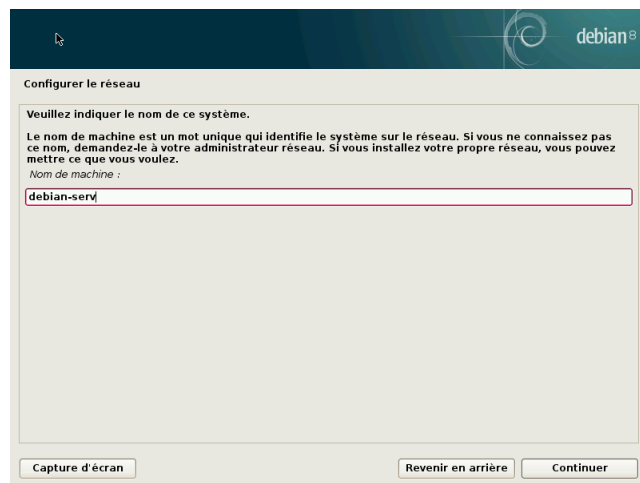 debian 8
Configurer le réseau
Veuillez indiquer le nom de ce système.
Le nom de machine est un mot unique qui identifie le système sur le réseau. Si vous ne connaissez pas
ce nom, demandez-le à votre administrateur réseau. Si vous installez votre propre réseau, vous pouvez
mettre ce que vous voulez.
Nom de machine :
debian-serv
Capture d'écran
Revenir en arrière
Continuer